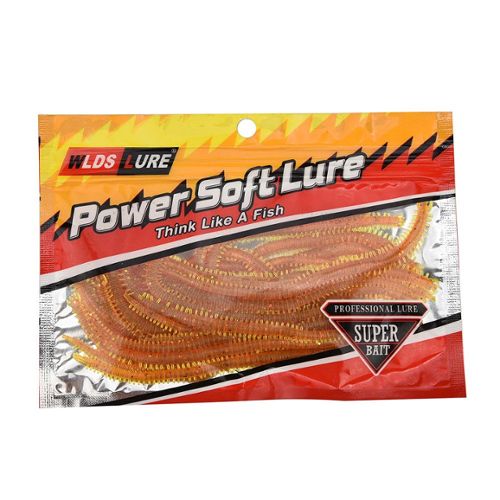 WLDS LURE®
Power Soft Lure
Think Like A Fish
PROFESSIONAL LURE
SUPER
BAIT